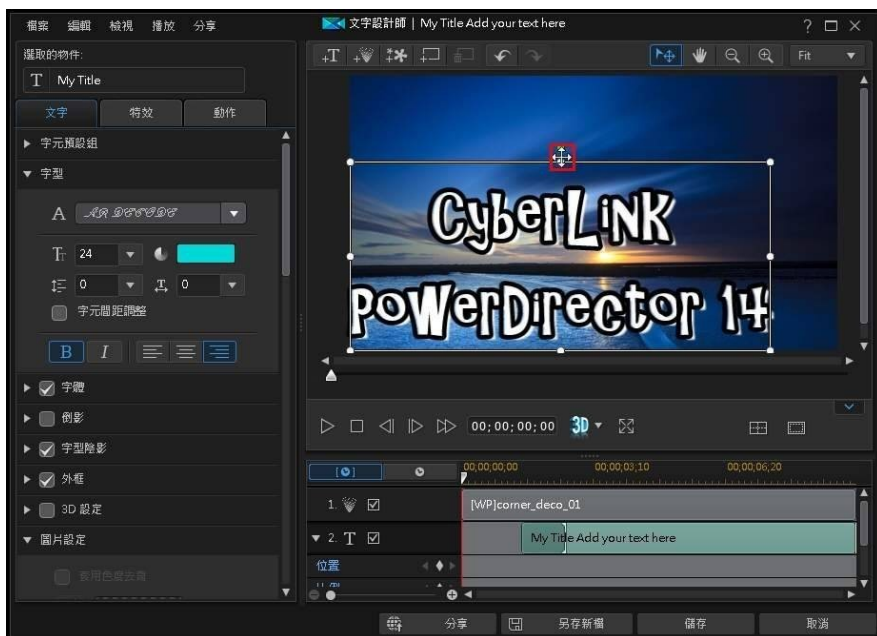 檔案 編輯 檢視 播放 分享
文字設計師 | My Title Add your text here
選取的物件:
T My Title
Fit
文字 特效 動作
字元預設組
字型
AR DECODE
24
0 0
字元間距調整
B I
字體
倒影
字型陰影
外框
3D 設定
圖片設定
CyberLiNK
PoWerDirector 14
00;00;00;00 3D
00;00;00;00 00;00;03;10 00;00;06;20
1. [WP]corner_deco_01
2. T My Title Add your text here
位置
分享 另存新檔 儲存 取消